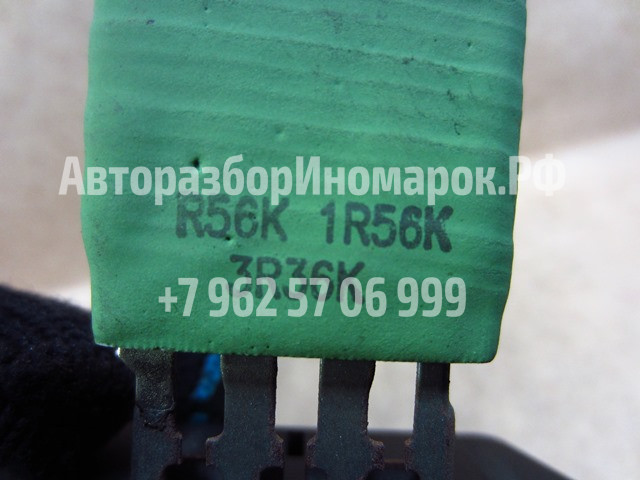 АвторазборИномарок.РФ
R56K 1R56K
3R36K
+7 962 57 06 999